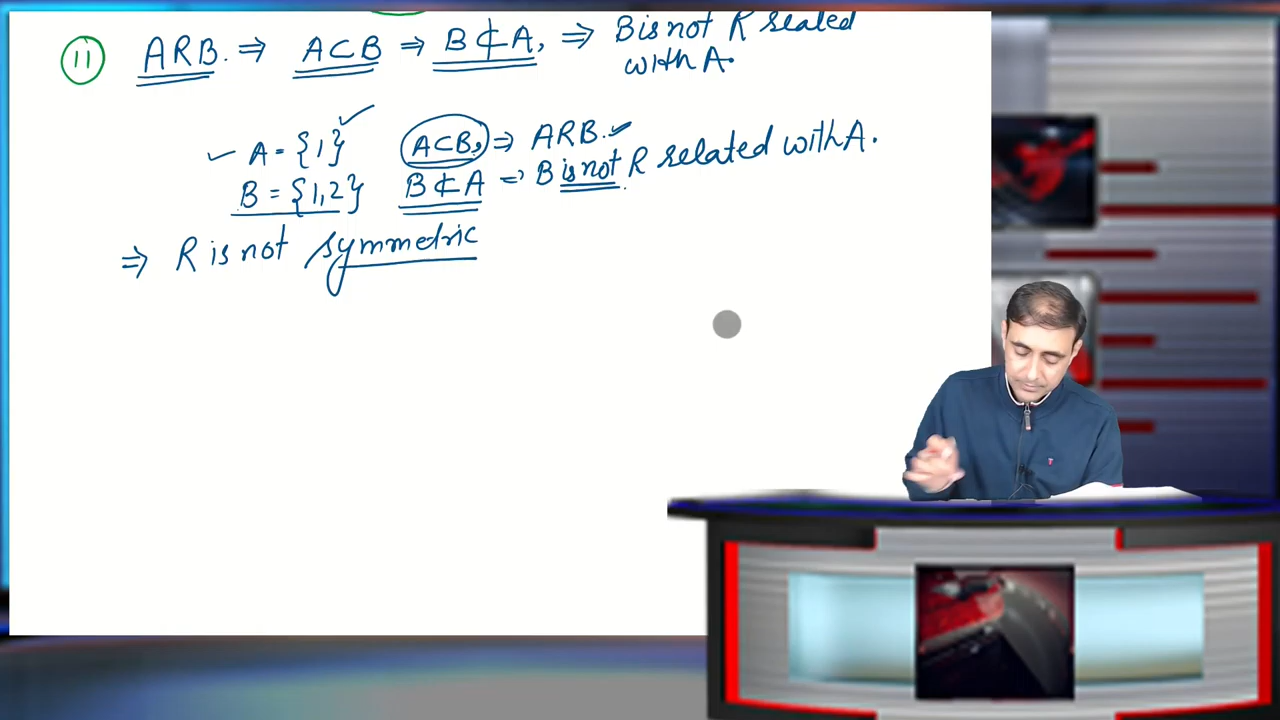 (11) ARB. ⇒ A⊂B ⇒ B⊄A, ⇒ B is not R related
with A.
A = {1} A⊂B, ⇒ ARB.
B = {1,2} B⊄A ⇒ B is not R related with A.
⇒ R is not symmetric